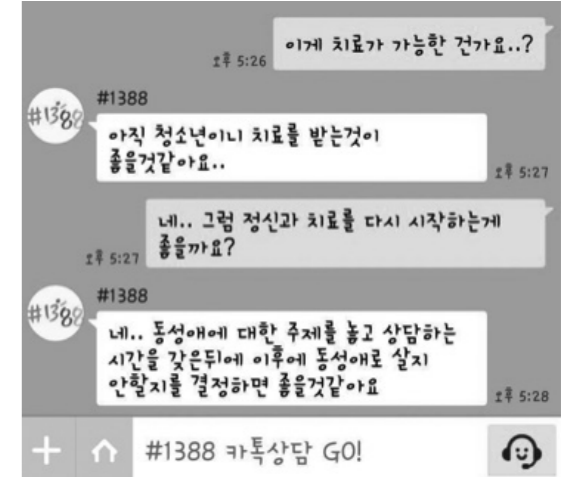 이게 치료가 가능한 건가요..?
오후 5:26
#1388
#1388
아직 청소년이니 치료를 받는것이
좋을것같아요..
오후 5:27
네.. 그럼 정신과 치료를 다시 시작하는게
좋을까요?
오후 5:27
#1388
#1388
네.. 동성애에 대한 주제를 놓고 상담하는
시간을 갖은뒤에 이후에 동성애로 살지
안할지를 결정하면 좋을것같아요
오후 5:28
#1388 카톡상담 GO!